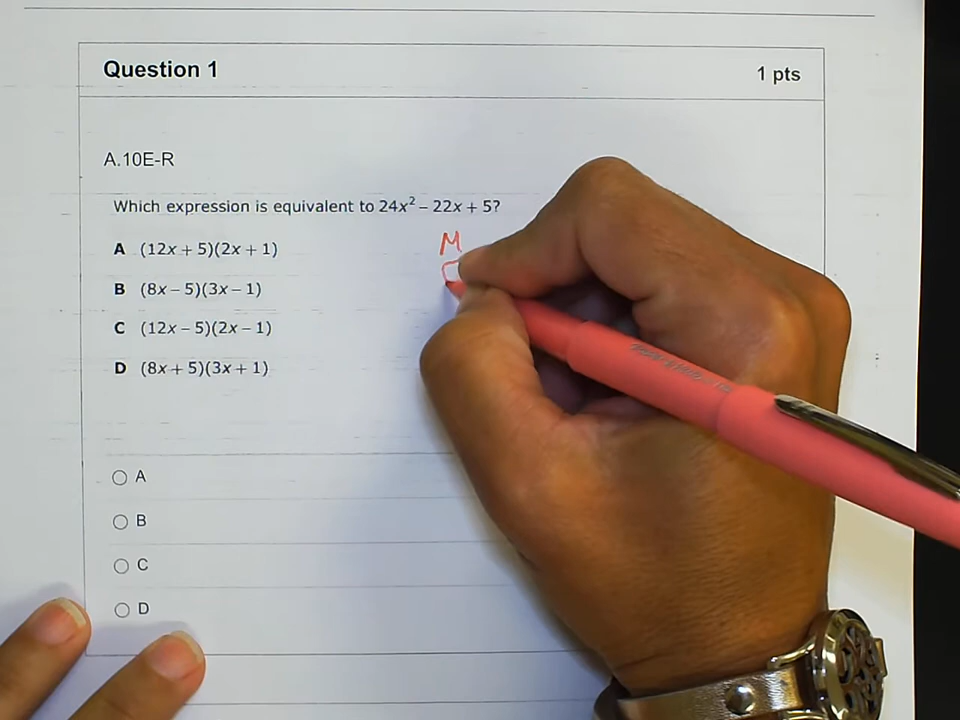 Question 1
1 pts
A.10E-R
Which expression is equivalent to 24x² – 22x + 5?
A (12x + 5)(2x + 1)
M
B (8x – 5)(3x – 1)
C (12x – 5)(2x – 1)
D (8x + 5)(3x + 1)
A
B
C
D